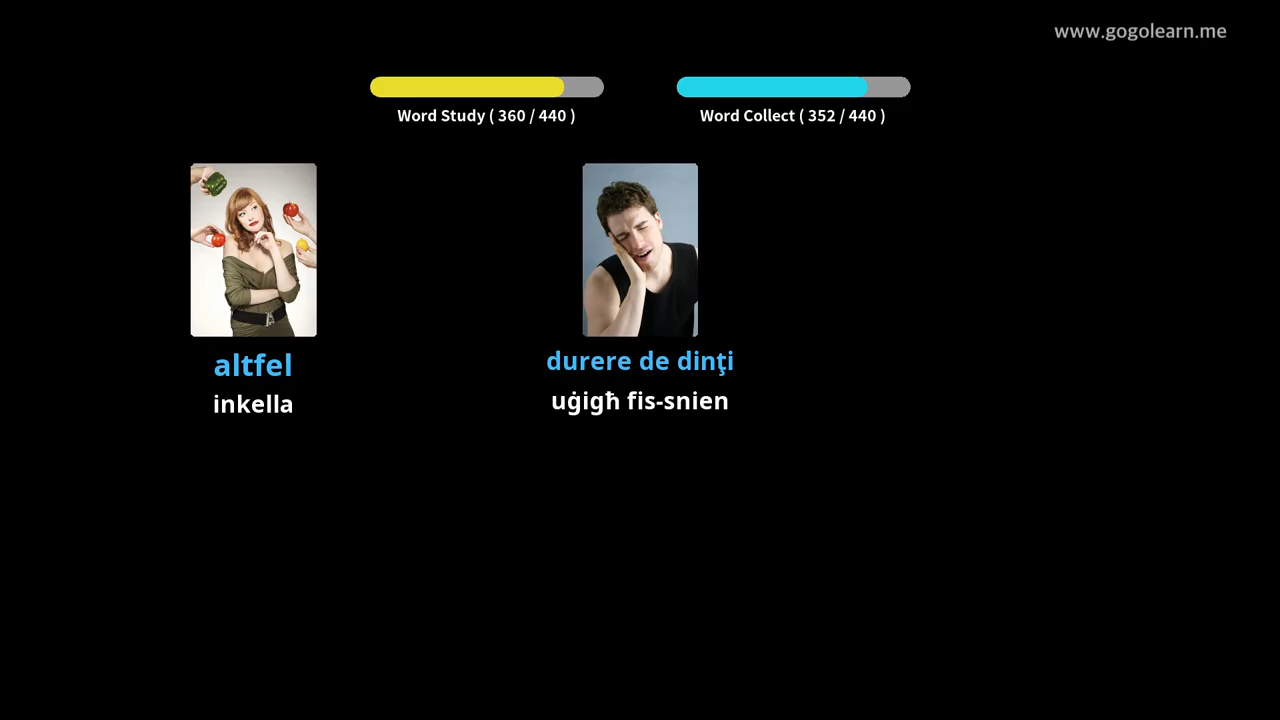 www.gogolearn.me
Word Study ( 360 / 440 )
Word Collect ( 352 / 440 )
altfel
inkella
durere de dinţi
uġigħ fis-snien